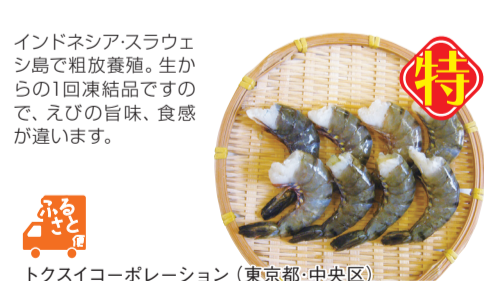 インドネシア・スラウェ
シ島で粗放養殖。生か
らの1回凍結品ですの
で、えびの旨味、食感
が違います。
特
ふるさと
便
トクスイコーポレーション（東京都・中央区）